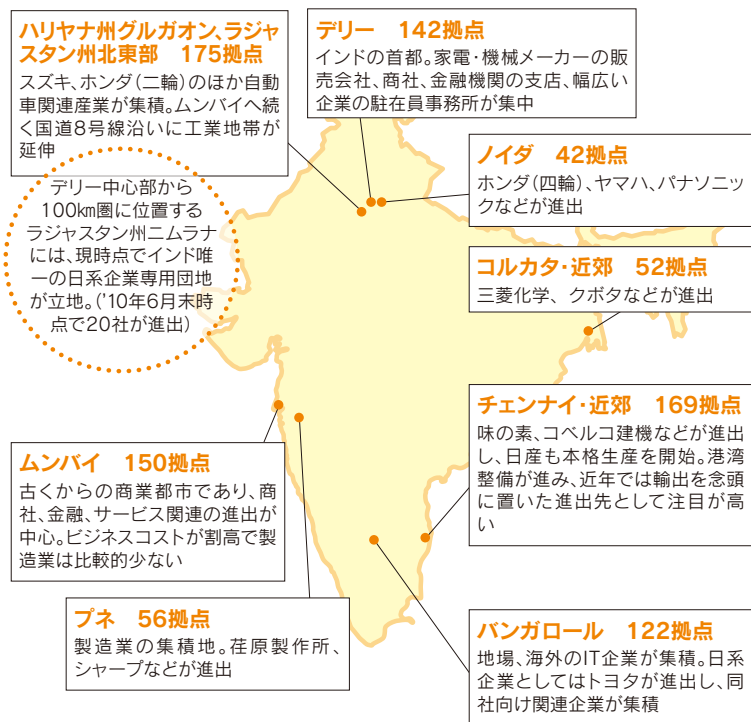 ハリヤナ州グルガオン、ラジャ
スタン州北東部 175拠点
スズキ、ホンダ(二輪)のほか自動
車関連産業が集積。ムンバイへ続
く国道8号線沿いに工業地帯が
延伸
デリー 142拠点
インドの首都。家電・機械メーカーの販
売会社、商社、金融機関の支店、幅広い
企業の駐在員事務所が集中
デリー中心部から
100km圏に位置する
ラジャスタン州ニムラナ
には、現時点でインド唯
一の日系企業専用団地
が立地。('10年6月末時
点で20社が進出)
ノイダ 42拠点
ホンダ(四輪)、ヤマハ、パナソニッ
クなどが進出
コルカタ・近郊 52拠点
三菱化学、クボタなどが進出
チェンナイ・近郊 169拠点
味の素、コベルコ建機などが進出
し、日産も本格生産を開始。港湾
整備が進み、近年では輸出を念頭
に置いた進出先として注目が高
い
ムンバイ 150拠点
古くからの商業都市であり、商
社、金融、サービス関連の進出が
中心。ビジネスコストが割高で製
造業は比較的少ない
プネ 56拠点
製造業の集積地。荏原製作所、
シャープなどが進出
バンガロール 122拠点
地場、海外のIT企業が集積。日系
企業としてはトヨタが進出し、同
社向け関連企業が集積